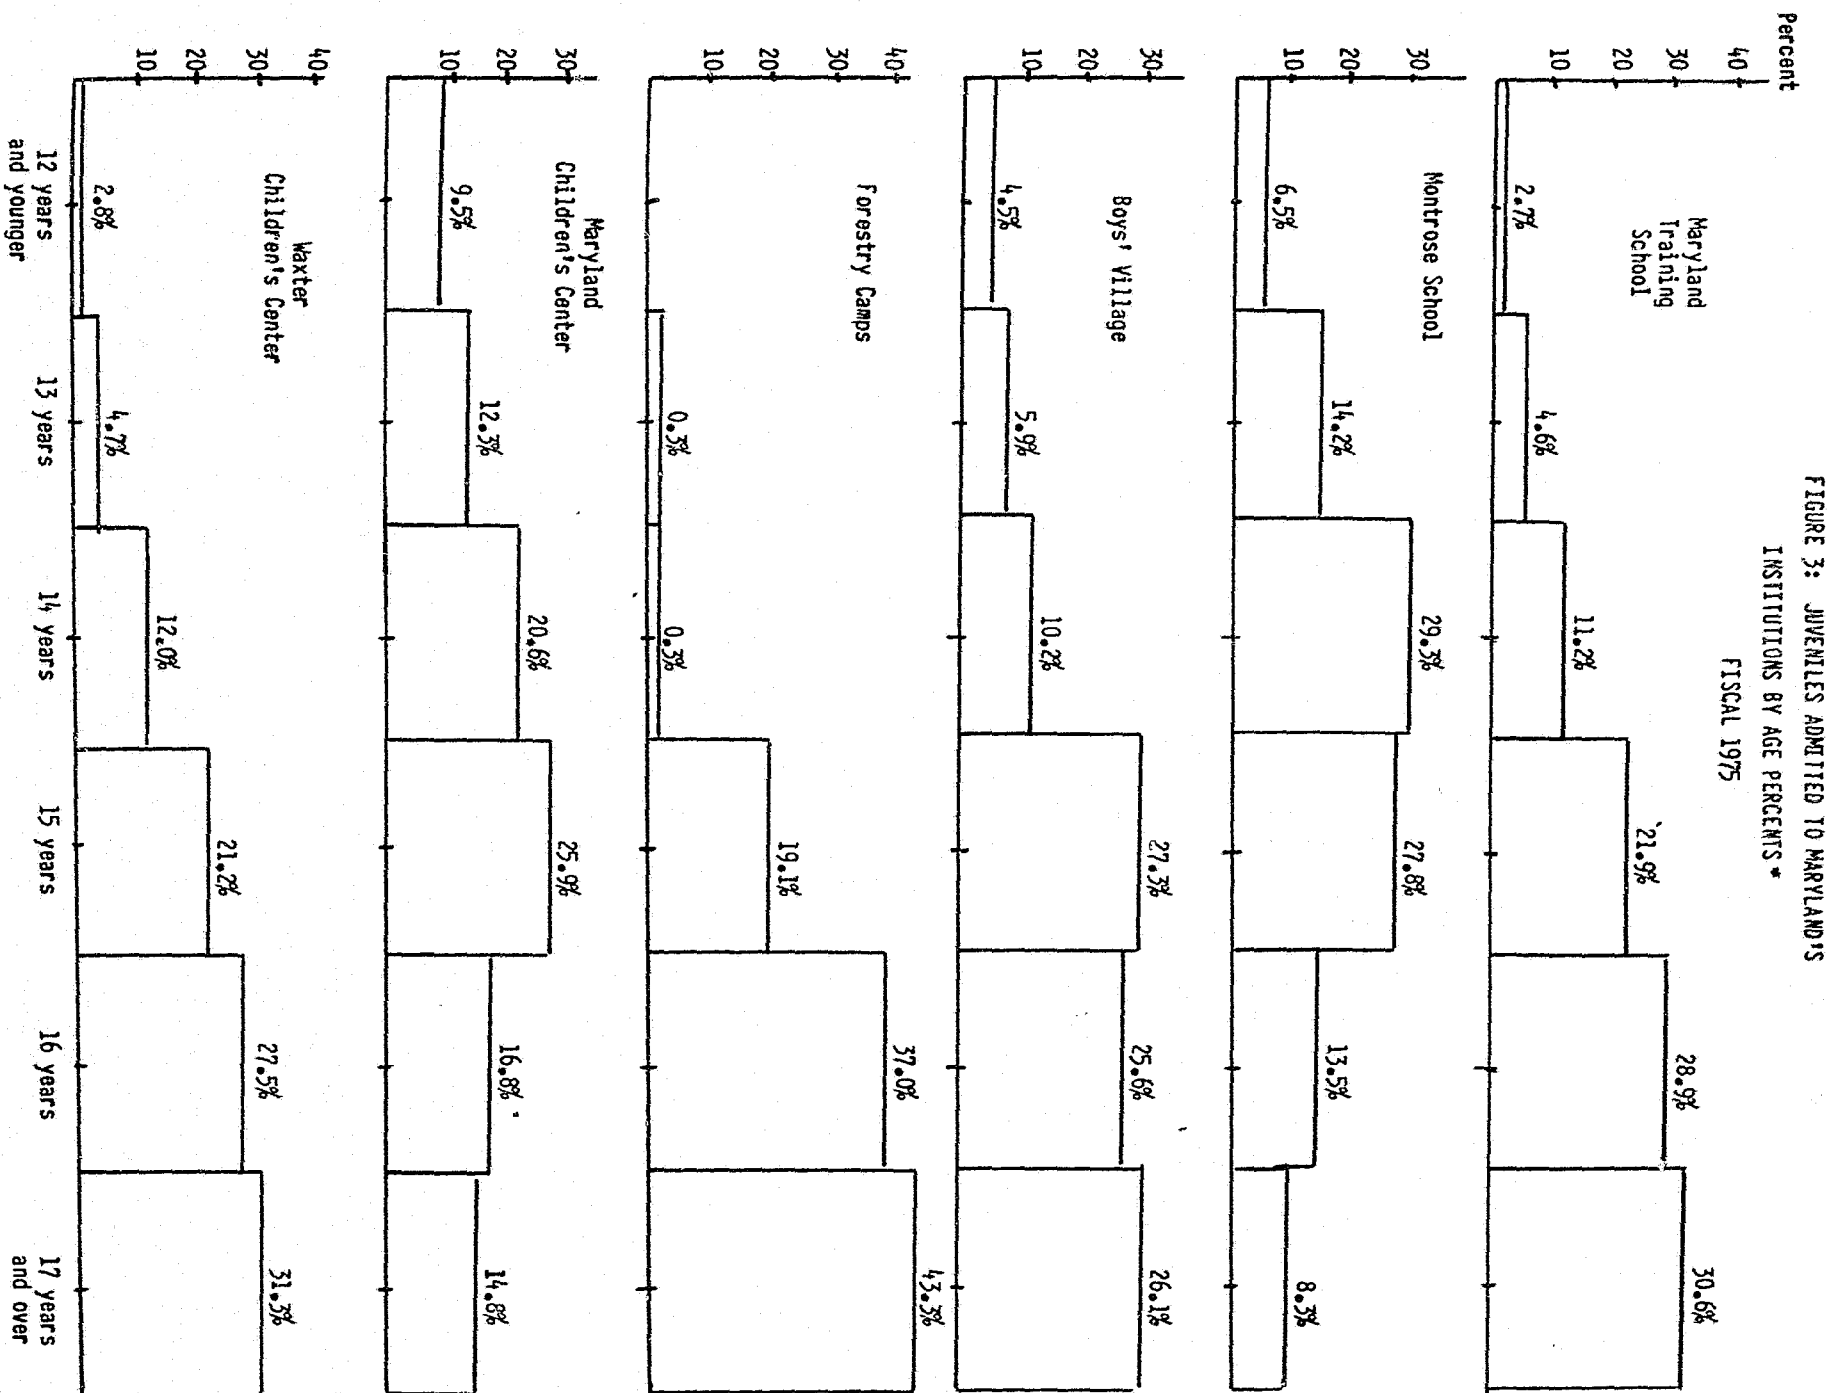 FIGURE 3: JUVENILES ADMITTED TO MARYLAND'S
INSTITUTIONS BY AGE PERCENTS *
FISCAL 1975
Percent
40
30
20
10
Maryland
Training
School
2.7%
4.6%
11.2%
21.9%
28.9%
30.6%
30
20
10
Montrose School
6.5%
14.2%
29.3%
27.8%
13.5%
8.3%
30
20
10
Boys' Village
4.5%
5.9%
10.2%
27.3%
25.6%
26.1%
40
30
20
10
Forestry Camps
0.3%
0.3%
19.1%
37.0%
43.3%
30
20
10
Maryland
Children's Center
9.5%
12.3%
20.6%
25.9%
16.8%
14.8%
40
30
20
10
Waxter
Children's Center
2.8%
4.7%
12.0%
21.2%
27.5%
31.3%
12 years
and younger
13 years
14 years
15 years
16 years
17 years
and over